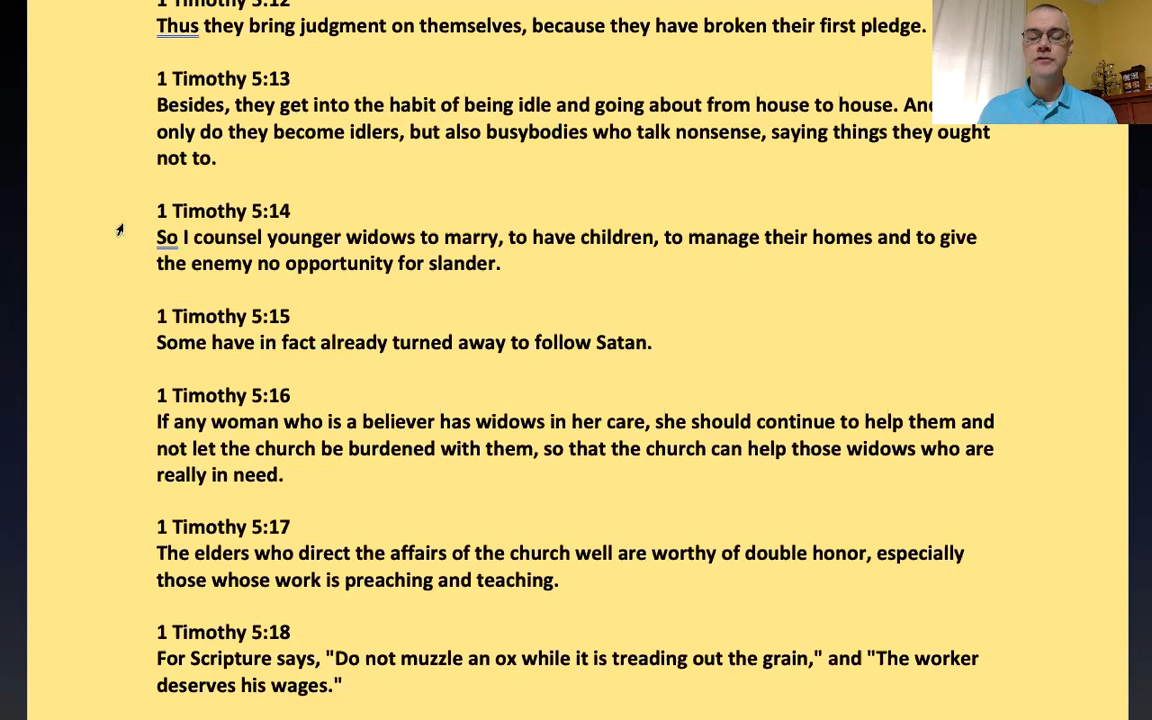 1 Timothy 5:12
Thus they bring judgment on themselves, because they have broken their first pledge.
1 Timothy 5:13
Besides, they get into the habit of being idle and going about from house to house. And
only do they become idlers, but also busybodies who talk nonsense, saying things they ought
not to.
1 Timothy 5:14
So I counsel younger widows to marry, to have children, to manage their homes and to give
the enemy no opportunity for slander.
1 Timothy 5:15
Some have in fact already turned away to follow Satan.
1 Timothy 5:16
If any woman who is a believer has widows in her care, she should continue to help them and
not let the church be burdened with them, so that the church can help those widows who are
really in need.
1 Timothy 5:17
The elders who direct the affairs of the church well are worthy of double honor, especially
those whose work is preaching and teaching.
1 Timothy 5:18
For Scripture says, "Do not muzzle an ox while it is treading out the grain," and "The worker
deserves his wages."